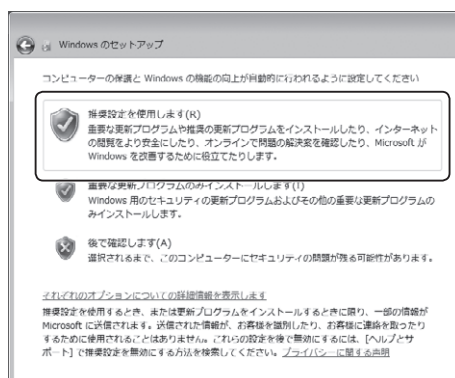 Windows のセットアップ
コンピューターの保護と Windows の機能の向上が自動的に行われるように設定してください
推奨設定を使用します(R)
重要な更新プログラムや推奨の更新プログラムをインストールしたり、インターネット
の閲覧をより安全にしたり、オンラインで問題の解決策を確認したり、Microsoft が
Windows を改善するために役立てたりします。
重要な更新プログラムのみインストールします(I)
Windows 用のセキュリティの更新プログラムおよびその他の重要な更新プログラムの
みインストールします。
後で確認します(A)
選択されるまで、このコンピューターにセキュリティの問題が残る可能性があります。
それぞれのオプションについての詳細情報を表示します
推奨設定を使用するとき、または更新プログラムをインストールするときに限り、一部の情報が
Microsoft に送信されます。送信された情報が、お客様を識別したり、お客様に連絡を取ったり
するために使用されることはありません。これらの設定を後で無効にするには、[ヘルプとサ
ポート] で推奨設定を無効にする方法を検索してください。プライバシーに関する声明